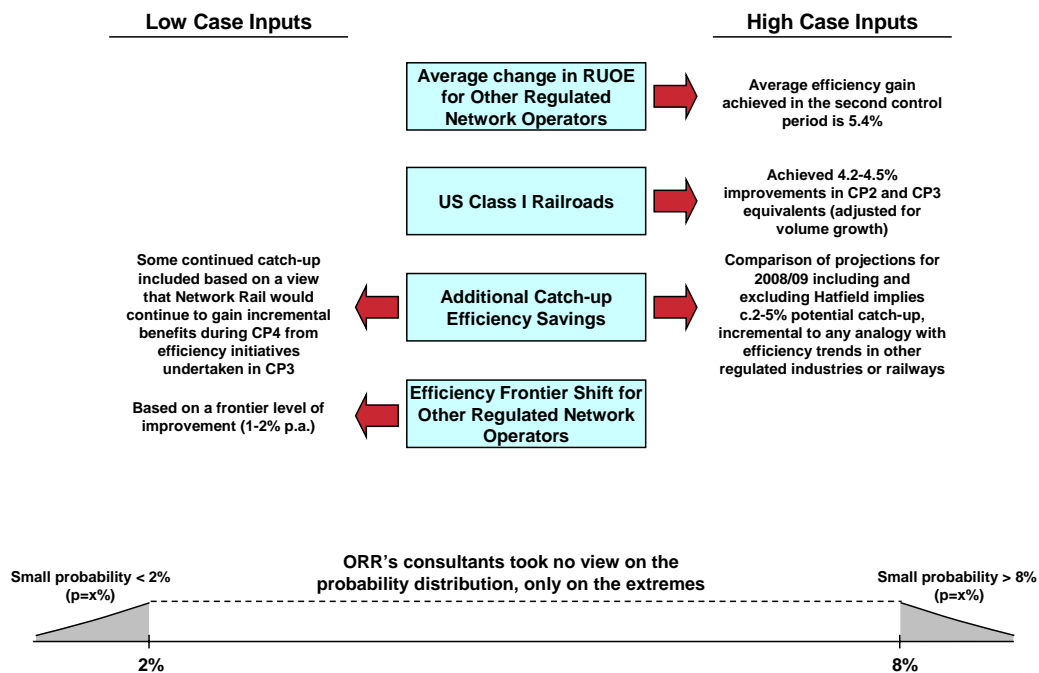 Low Case Inputs
High Case Inputs
Average change in RUOE
for Other Regulated
Network Operators
Average efficiency gain
achieved in the second control
period is 5.4%
US Class I Railroads
Achieved 4.2-4.5%
improvements in CP2 and CP3
equivalents (adjusted for
volume growth)
Some continued catch-up
included based on a view
that Network Rail would
continue to gain incremental
benefits during CP4 from
efficiency initiatives
undertaken in CP3
Additional Catch-up
Efficiency Savings
Comparison of projections for
2008/09 including and
excluding Hatfield implies
c.2-5% potential catch-up,
incremental to any analogy with
efficiency trends in other
regulated industries or railways
Based on a frontier level of
improvement (1-2% p.a.)
Efficiency Frontier Shift for
Other Regulated Network
Operators
ORR's consultants took no view on the
probability distribution, only on the extremes
Small probability < 2%
(p=x%)
Small probability > 8%
(p=x%)
2%
8%